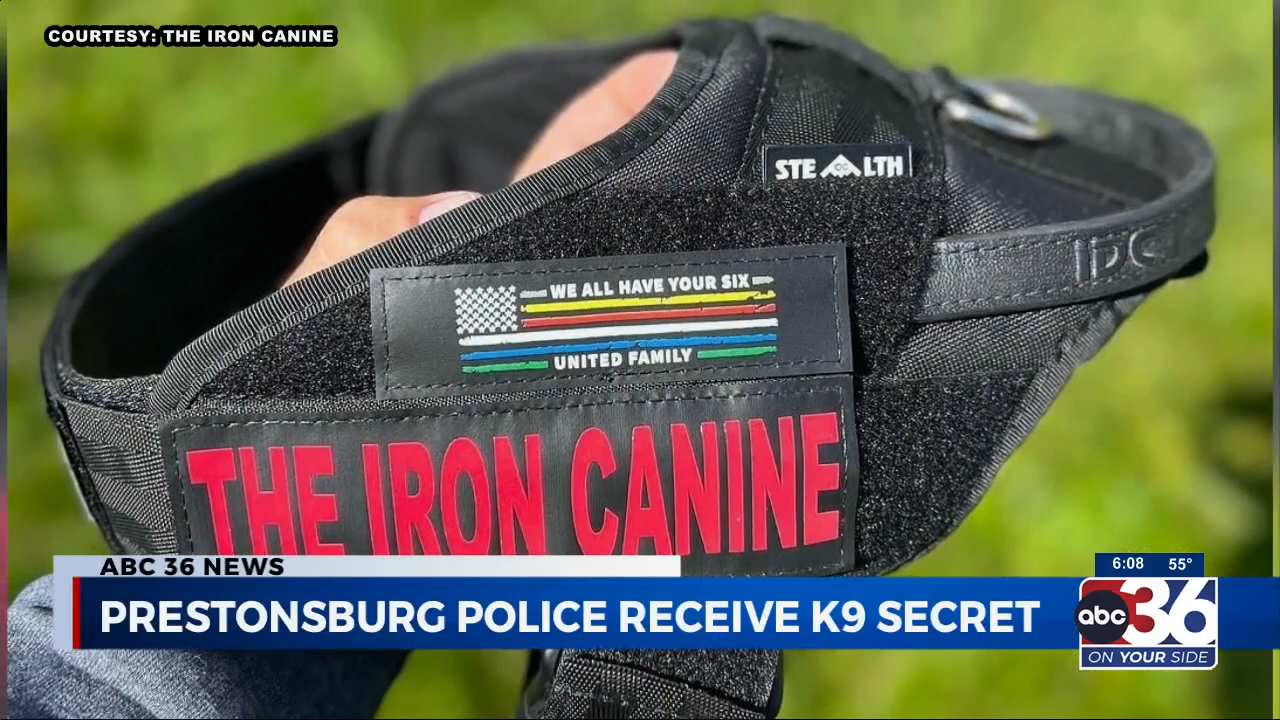 COURTESY: THE IRON CANINE
STEALTH
IDC
WE ALL HAVE YOUR SIX
UNITED FAMILY
THE IRON CANINE
ABC 36 NEWS
6:08 55°
PRESTONSBURG POLICE RECEIVE K9 SECRET
abc 36
ON YOUR SIDE